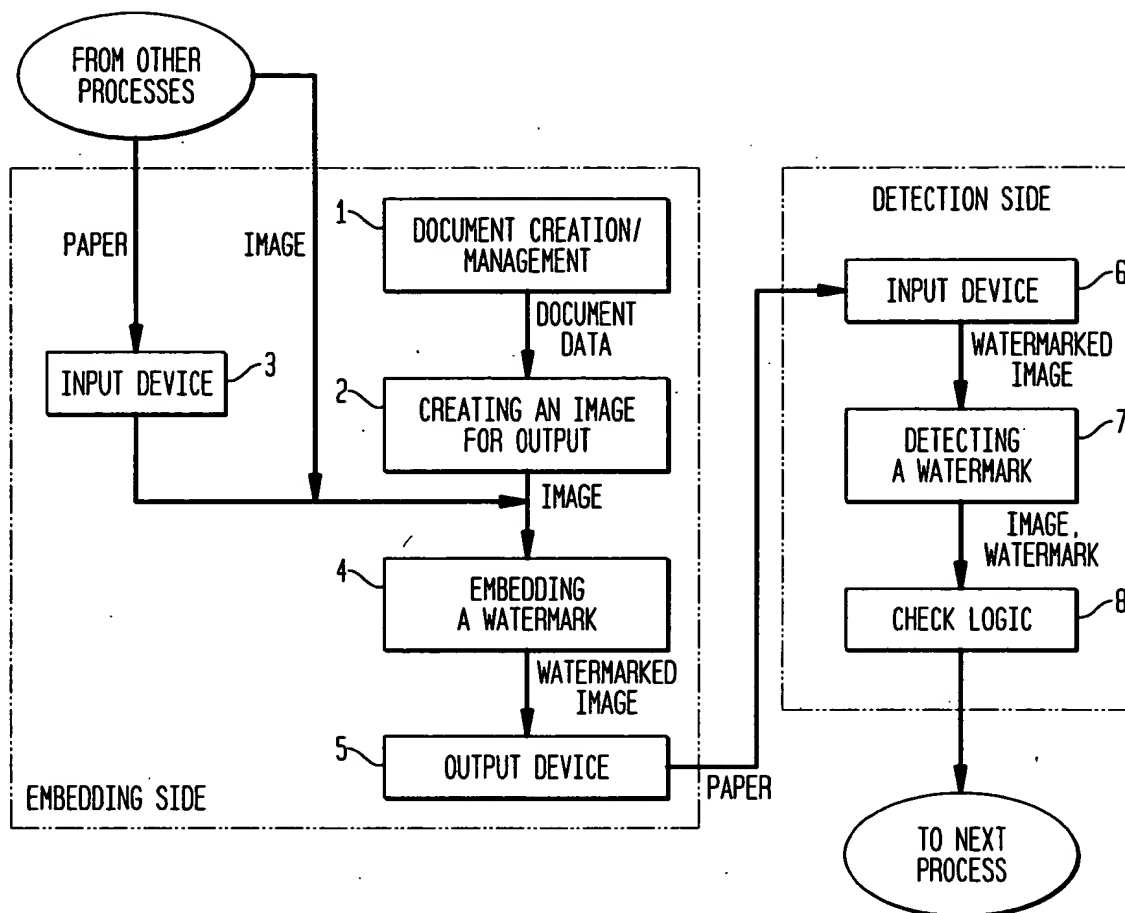 FROM OTHER
PROCESSES
PAPER
IMAGE
1
DOCUMENT CREATION/
MANAGEMENT
DOCUMENT
DATA
INPUT DEVICE
3
2
CREATING AN IMAGE
FOR OUTPUT
IMAGE
4
EMBEDDING
A WATERMARK
WATERMARKED
IMAGE
5
OUTPUT DEVICE
EMBEDDING SIDE
PAPER
DETECTION SIDE
INPUT DEVICE
6
WATERMARKED
IMAGE
DETECTING
A WATERMARK
7
IMAGE,
WATERMARK
CHECK LOGIC
8
TO NEXT
PROCESS